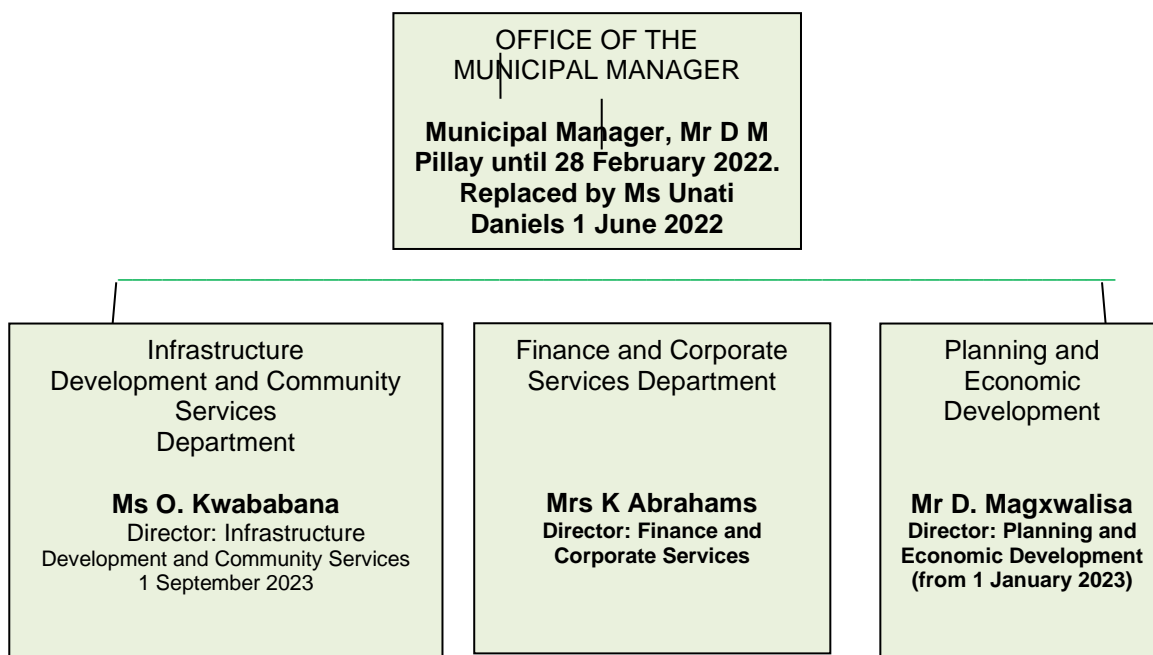 OFFICE OF THE
MUNICIPAL MANAGER
Municipal Manager, Mr D M
Pillay until 28 February 2022.
Replaced by Ms Unati
Daniels 1 June 2022
Infrastructure
Development and Community
Services
Department
Ms O. Kwababana
Director: Infrastructure
Development and Community Services
1 September 2023
Finance and Corporate
Services Department
Mrs K Abrahams
Director: Finance and
Corporate Services
Planning and
Economic
Development
Mr D. Magxwalisa
Director: Planning and
Economic Development
(from 1 January 2023)